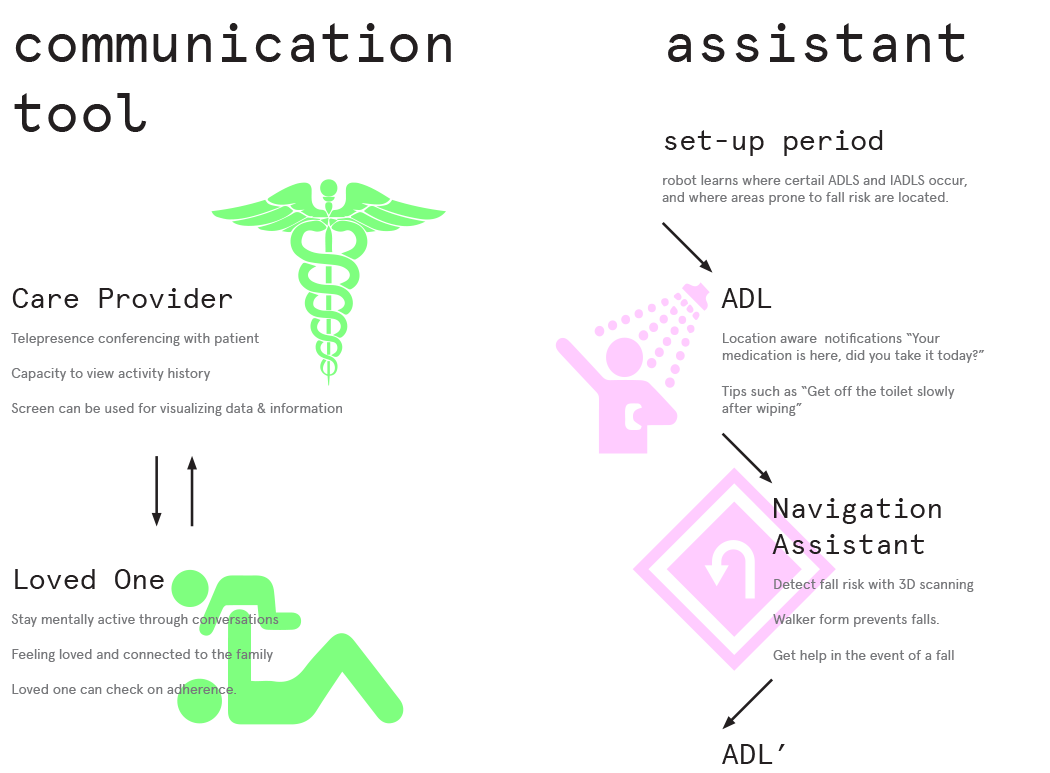 communication
tool
Care Provider
Telepresence conferencing with patient
Capacity to view activity history
Screen can be used for visualizing data & information
Loved One
Stay mentally active through conversations
Feeling loved and connected to the family
Loved one can check on adherence.
assistant
set-up period
robot learns where certail ADLS and IADLS occur,
and where areas prone to fall risk are located.
ADL
Location aware  notifications “Your
medication is here, did you take it today?”
Tips such as “Get off the toilet slowly
after wiping”
Navigation
Assistant
Detect fall risk with 3D scanning
Walker form prevents falls.
Get help in the event of a fall
ADL’